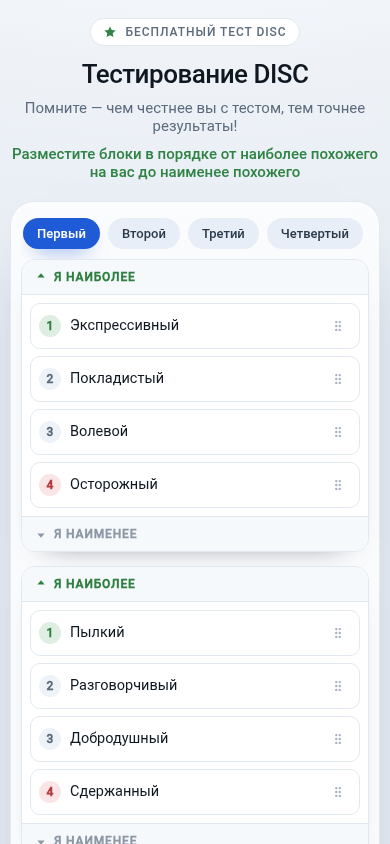 БЕСПЛАТНЫЙ ТЕСТ DISC
Тестирование DISC
Помните — чем честнее вы с тестом, тем точнее
результаты!
Разместите блоки в порядке от наиболее похожего
на вас до наименее похожего
Первый Второй Третий Четвертый
Я НАИБОЛЕЕ
1 Экспрессивный
2 Покладистый
3 Волевой
4 Осторожный
Я НАИМЕНЕЕ
Я НАИБОЛЕЕ
1 Пылкий
2 Разговорчивый
3 Добродушный
4 Сдержанный
Я НАИМЕНЕЕ